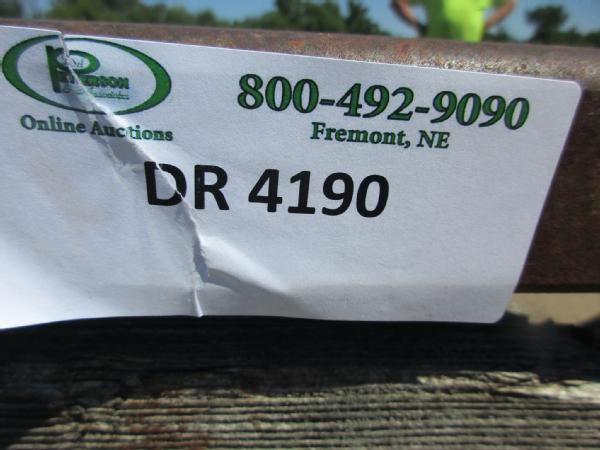 800-492-9090
Online Auctions
Fremont, NE
DR 4190